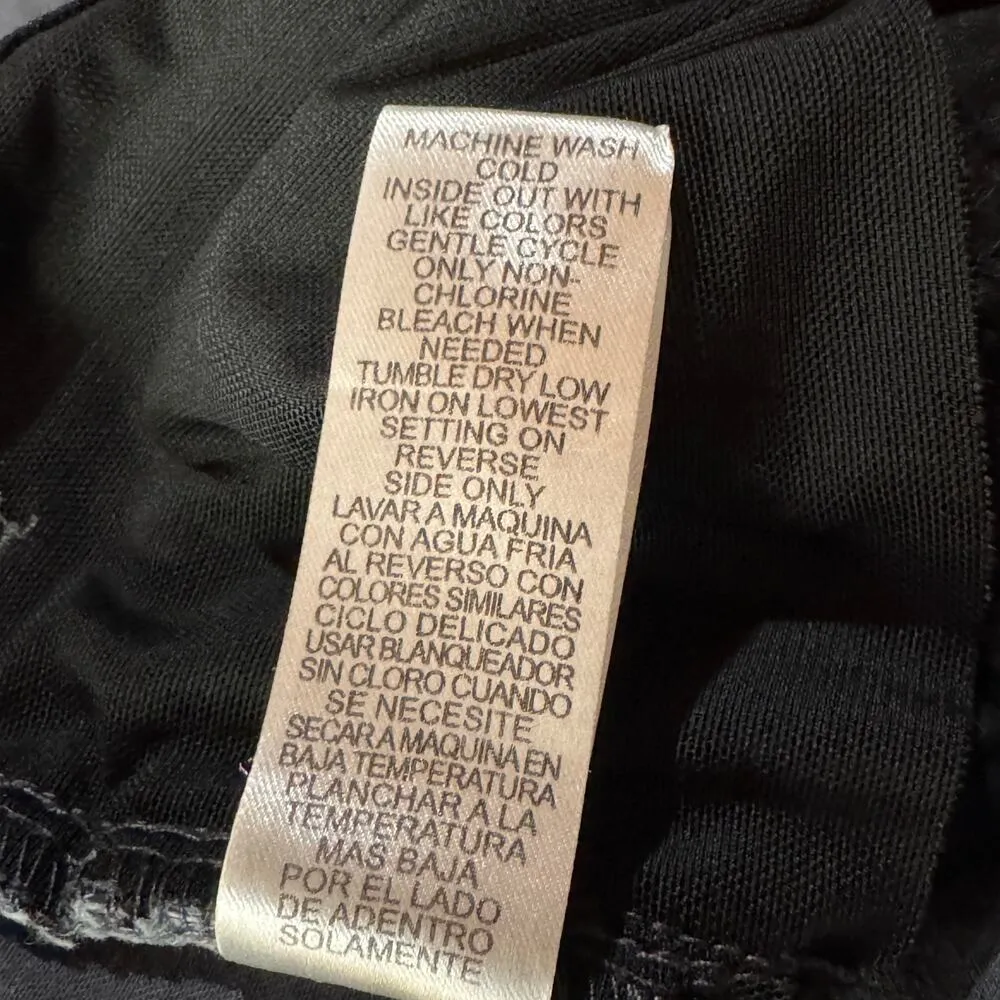 MACHINE WASH
COLD
INSIDE OUT WITH
LIKE COLORS
GENTLE CYCLE
ONLY NON-
CHLORINE
BLEACH WHEN
NEEDED
TUMBLE DRY LOW
IRON ON LOWEST
SETTING ON
REVERSE
SIDE ONLY
LAVAR A MAQUINA
CON AGUA FRIA
AL REVERSO CON
COLORES SIMILARES
CICLO DELICADO
USAR BLANQUEADOR
SIN CLORO CUANDO
SE NECESITE
SECAR A MAQUINA EN
BAJA TEMPERATURA
PLANCHAR A LA
TEMPERATURA
MAS BAJA
POR EL LADO
DE ADENTRO
SOLAMENTE